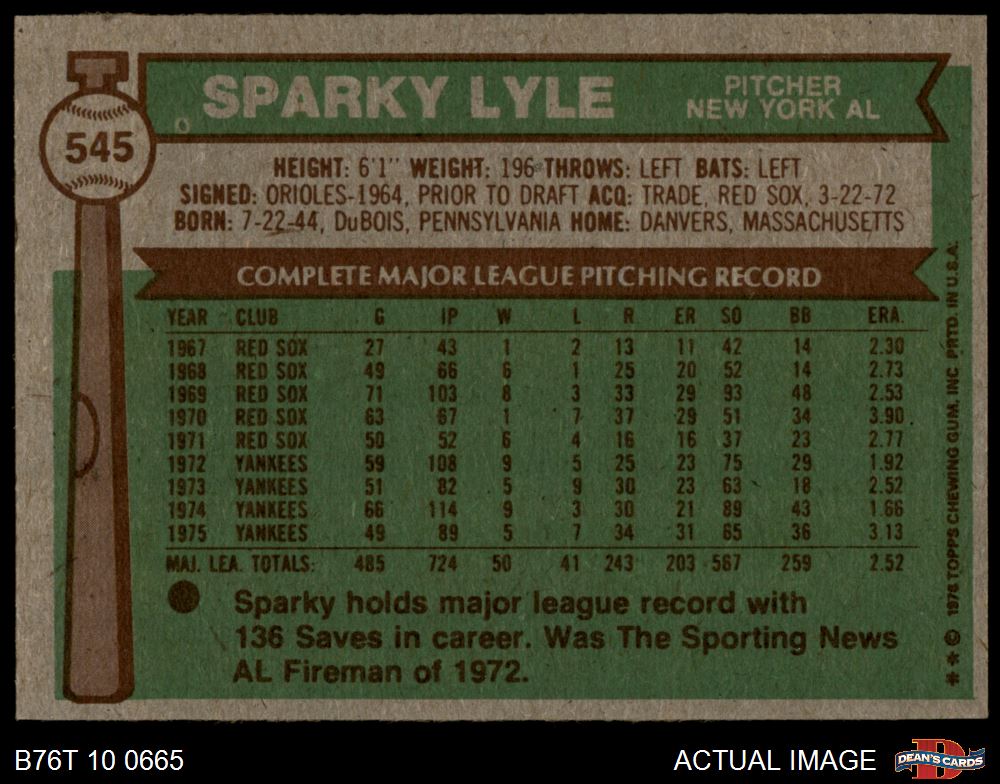 SPARKY LYLE
PITCHER
NEW YORK AL
545
HEIGHT: 6'1" WEIGHT: 196 THROWS: LEFT BATS: LEFT
SIGNED: ORIOLES-1964, PRIOR TO DRAFT ACQ: TRADE, RED SOX, 3-22-72
BORN: 7-22-44, DuBOIS, PENNSYLVANIA HOME: DANVERS, MASSACHUSETTS
COMPLETE MAJOR LEAGUE PITCHING RECORD
YEAR CLUB G IP W L R ER SO BB ERA.
1967 RED SOX 27 43 1 2 13 11 42 14 2.30
1968 RED SOX 49 66 6 1 25 20 52 14 2.73
1969 RED SOX 71 103 8 3 33 29 93 48 2.53
1970 RED SOX 63 67 1 7 37 29 51 34 3.90
1971 RED SOX 50 52 6 4 16 16 37 23 2.77
1972 YANKEES 59 108 9 5 25 23 75 29 1.92
1973 YANKEES 51 82 5 9 30 23 63 18 2.52
1974 YANKEES 66 114 9 3 30 21 89 43 1.66
1975 YANKEES 49 89 5 7 34 31 65 36 3.13
MAJ. LEA. TOTALS: 485 724 50 41 243 203 567 259 2.52
Sparky holds major league record with
136 Saves in career. Was The Sporting News
AL Fireman of 1972.
** © 1976 TOPPS CHEWING GUM, INC PRTD. IN U.S.A.
B76T 10 0665
ACTUAL IMAGE
D
DEAN'S CARDS